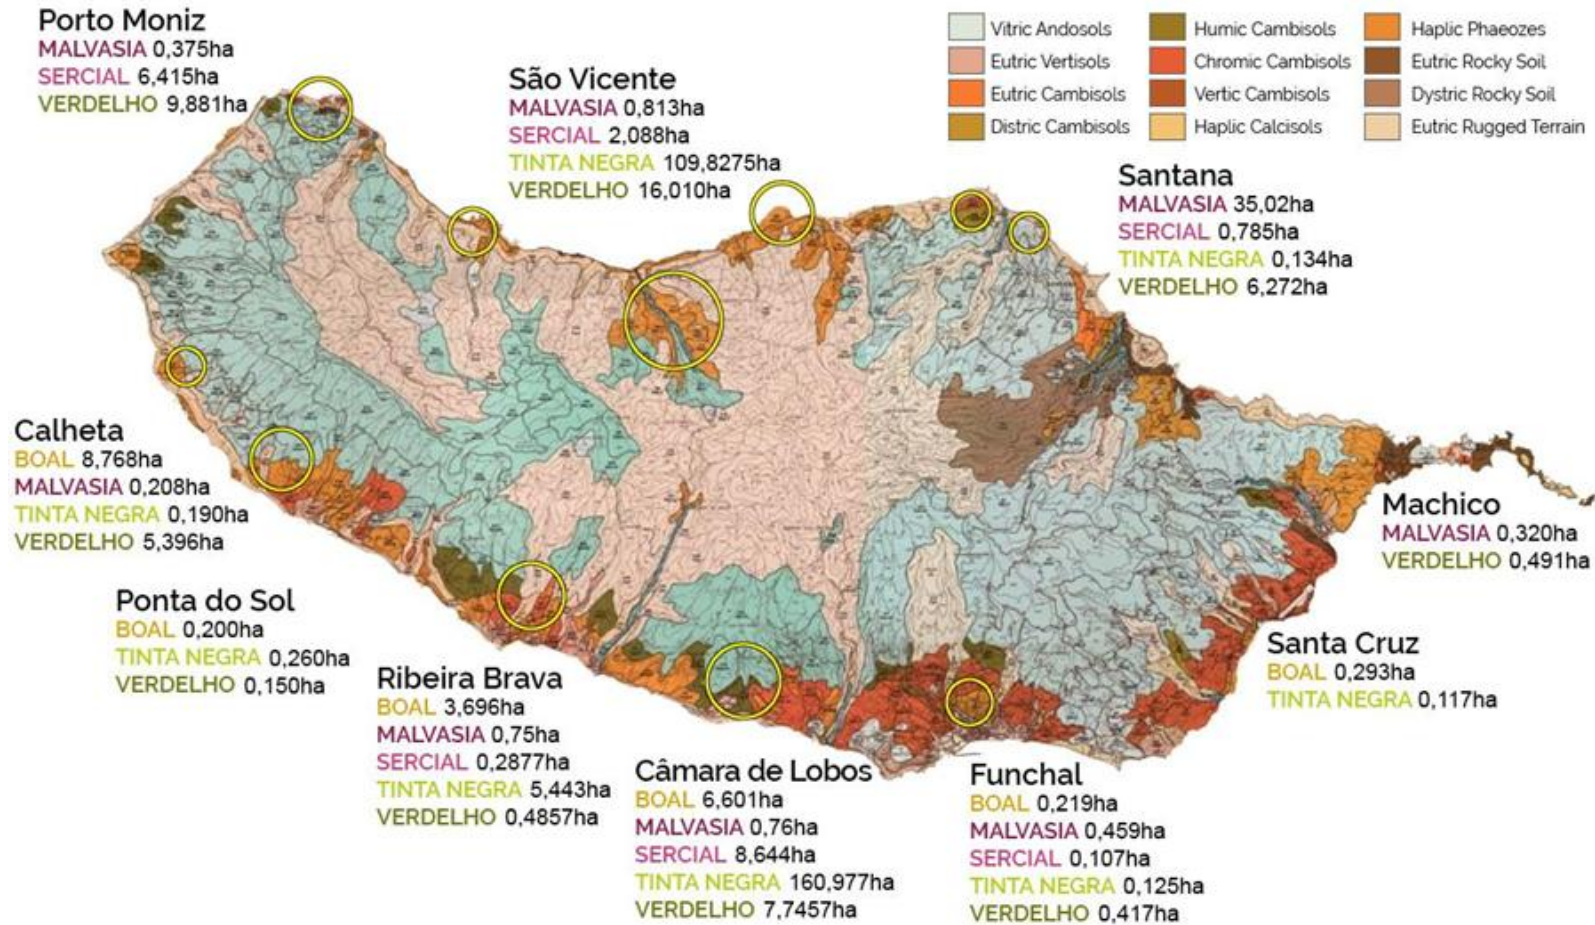 Porto Moniz
MALVASIA 0,375ha
SERCIAL 6,415ha
VERDELHO 9,881ha
São Vicente
MALVASIA 0,813ha
SERCIAL 2,088ha
TINTA NEGRA 109,8275ha
VERDELHO 16,010ha
Vitric Andosols
Eutric Vertisols
Eutric Cambisols
Distric Cambisols
Humic Cambisols
Chromic Cambisols
Vertic Cambisols
Haplic Calcisols
Haplic Phaeozes
Eutric Rocky Soil
Dystric Rocky Soil
Eutric Rugged Terrain
Santana
MALVASIA 35,02ha
SERCIAL 0,785ha
TINTA NEGRA 0,134ha
VERDELHO 6,272ha
Calheta
BOAL 8,768ha
MALVASIA 0,208ha
TINTA NEGRA 0,190ha
VERDELHO 5,396ha
Machico
MALVASIA 0,320ha
VERDELHO 0,491ha
Ponta do Sol
BOAL 0,200ha
TINTA NEGRA 0,260ha
VERDELHO 0,150ha
Santa Cruz
BOAL 0,293ha
TINTA NEGRA 0,117ha
Ribeira Brava
BOAL 3,696ha
MALVASIA 0,75ha
SERCIAL 0,2877ha
TINTA NEGRA 5,443ha
VERDELHO 0,4857ha
Câmara de Lobos
BOAL 6,601ha
MALVASIA 0,76ha
SERCIAL 8,644ha
TINTA NEGRA 160,977ha
VERDELHO 7,7457ha
Funchal
BOAL 0,219ha
MALVASIA 0,459ha
SERCIAL 0,107ha
TINTA NEGRA 0,125ha
VERDELHO 0,417ha